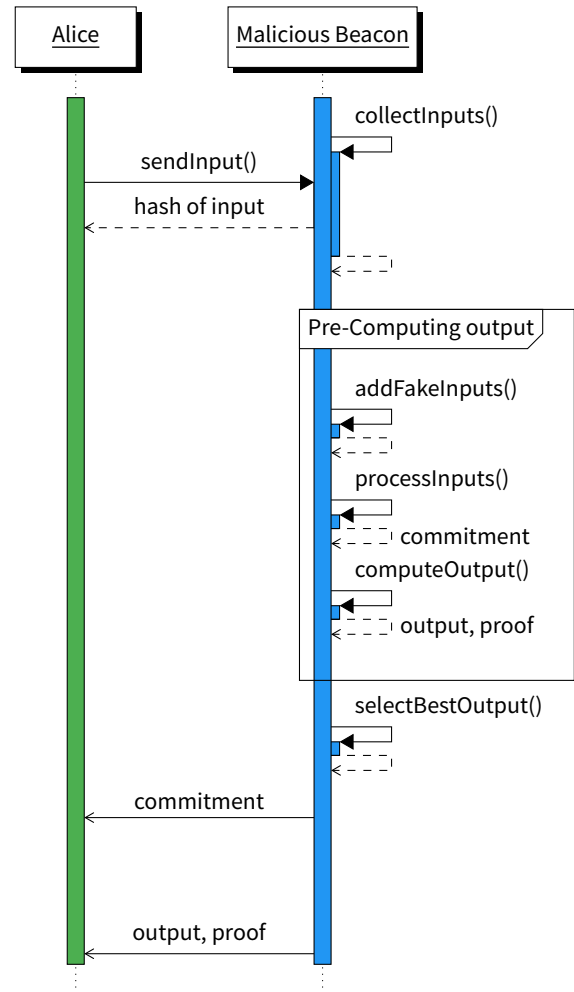 Alice
Malicious Beacon
collectInputs()
sendInput()
hash of input
Pre-Computing output
addFakeInputs()
processInputs()
commitment
computeOutput()
output, proof
selectBestOutput()
commitment
output, proof